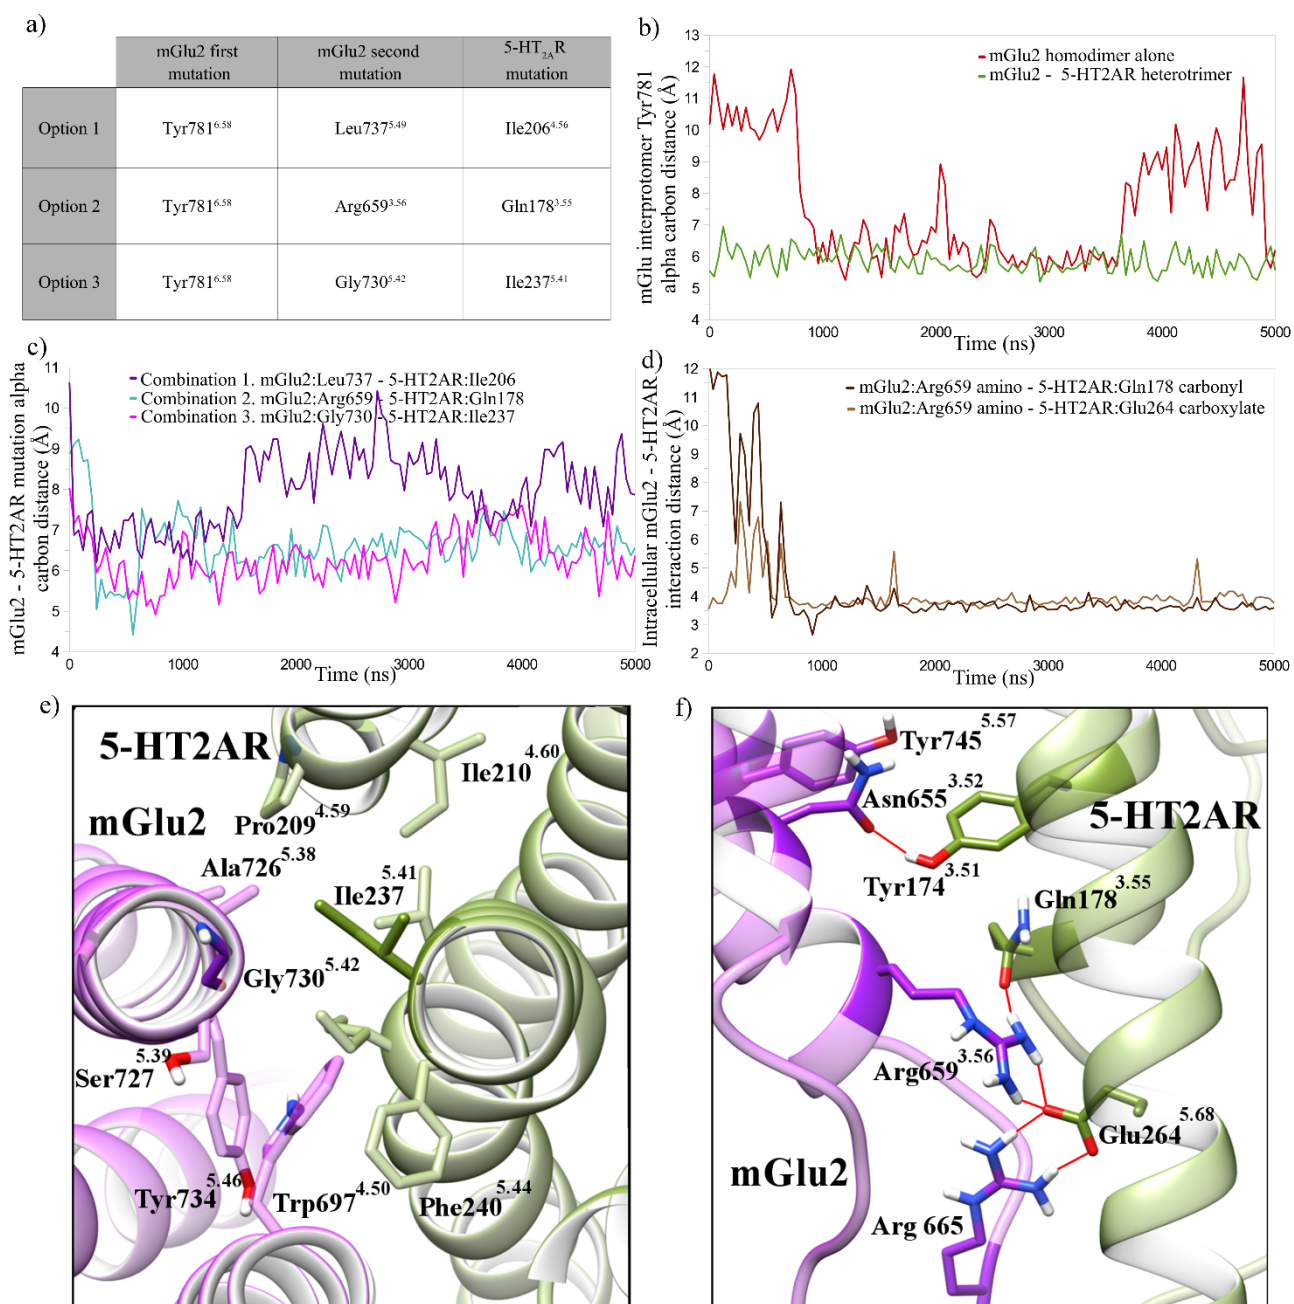 a)
mGlu2 first mutation
mGlu2 second mutation
5-HT2AR mutation
Option 1
Tyr781^6.58
Leu737^5.49
Ile206^4.56
Option 2
Tyr781^6.58
Arg659^3.56
Gln178^3.55
Option 3
Tyr781^6.58
Gly730^5.42
Ile237^5.41
b)
mGlu2 homodimer alone
mGlu2 - 5-HT2AR heterotrimer
mGlu interprotomer Tyr781
alpha carbon distance (Å)
13
12
11
10
9
8
7
6
5
4
0
1000
2000
3000
4000
5000
Time (ns)
c)
Combination 1. mGlu2:Leu737 - 5-HT2AR:Ile206
Combination 2. mGlu2:Arg659 - 5-HT2AR:Gln178
Combination 3. mGlu2:Gly730 - 5-HT2AR:Ile237
mGlu2 - 5-HT2AR mutation alpha
carbon distance (Å)
11
10
9
8
7
6
5
4
0
1000
2000
3000
4000
5000
Time (ns)
d)
mGlu2:Arg659 amino - 5-HT2AR:Gln178 carbonyl
mGlu2:Arg659 amino - 5-HT2AR:Glu264 carboxylate
Intracellular mGlu2 - 5-HT2AR
interaction distance (Å)
12
11
10
9
8
7
6
5
4
3
2
0
1000
2000
3000
4000
5000
Time (ns)
e)
5-HT2AR
Ile210^4.60
mGlu2
Pro209^4.59
Ala726^5.38
Ile237^5.41
Gly730^5.42
Ser727^5.39
Tyr734^5.46
Trp697^4.50
Phe240^5.44
f)
Tyr745^5.57
Asn655^3.52
5-HT2AR
Tyr174^3.51
Gln178^3.55
Arg659^3.56
Glu264^5.68
mGlu2
Arg 665